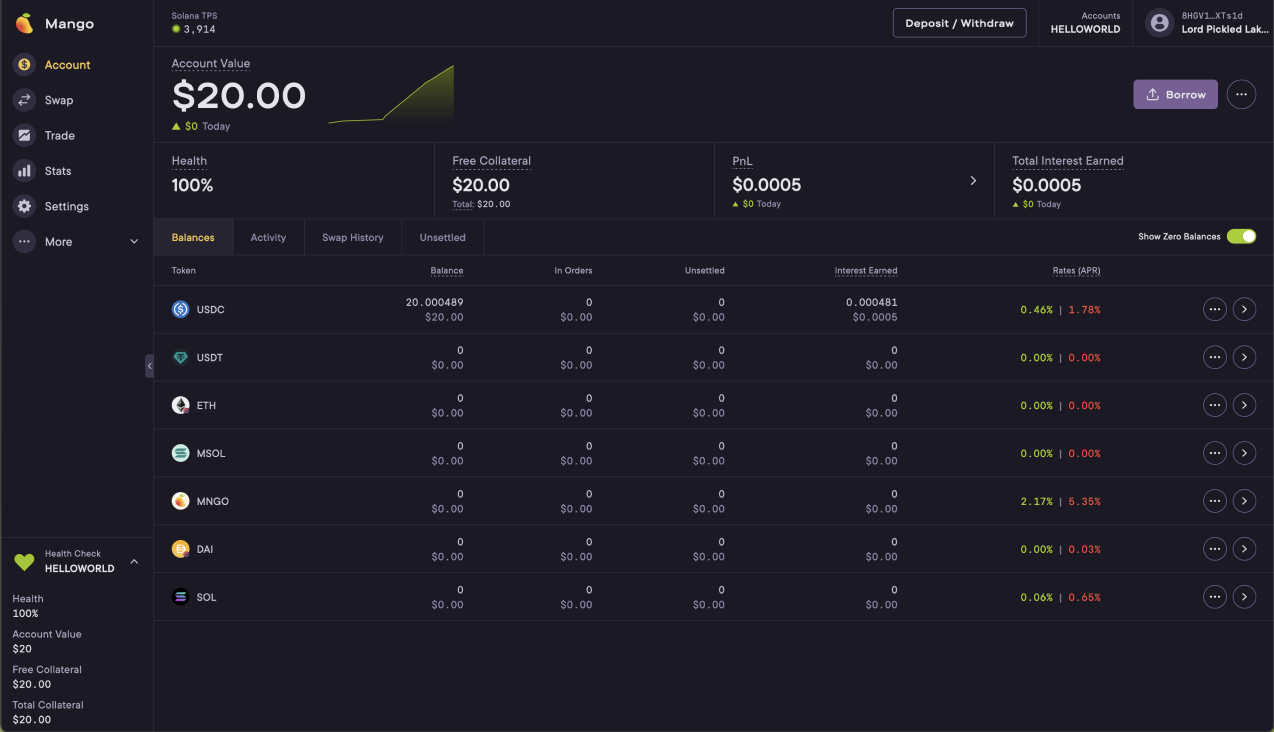 Mango
Solana TPS
3,914
Deposit / Withdraw
Accounts
HELLOWORLD
8HGV1...XTs1d
Lord Pickled Lak...
Account
Swap
Trade
Stats
Settings
More
Account Value
$20.00
$0 Today
Borrow
Health
100%
Free Collateral
$20.00
Total: $20.00
PnL
$0.0005
$0 Today
Total Interest Earned
$0.0005
$0 Today
Balances Activity Swap History Unsettled
Show Zero Balances
Token Balance In Orders Unsettled Interest Earned Rates (APR)
USDC 20.000489 0 0 0.000481 0.46% | 1.78%
$20.00 $0.00 $0.00 $0.0005
USDT 0 0 0 0 0.00% | 0.00%
$0.00 $0.00 $0.00 $0.00
ETH 0 0 0 0 0.00% | 0.00%
$0.00 $0.00 $0.00 $0.00
MSOL 0 0 0 0 0.00% | 0.00%
$0.00 $0.00 $0.00 $0.00
MNGO 0 0 0 0 2.17% | 5.35%
$0.00 $0.00 $0.00 $0.00
DAI 0 0 0 0 0.00% | 0.03%
$0.00 $0.00 $0.00 $0.00
SOL 0 0 0 0 0.06% | 0.65%
$0.00 $0.00 $0.00 $0.00
Health Check
HELLOWORLD
Health
100%
Account Value
$20
Free Collateral
$20.00
Total Collateral
$20.00